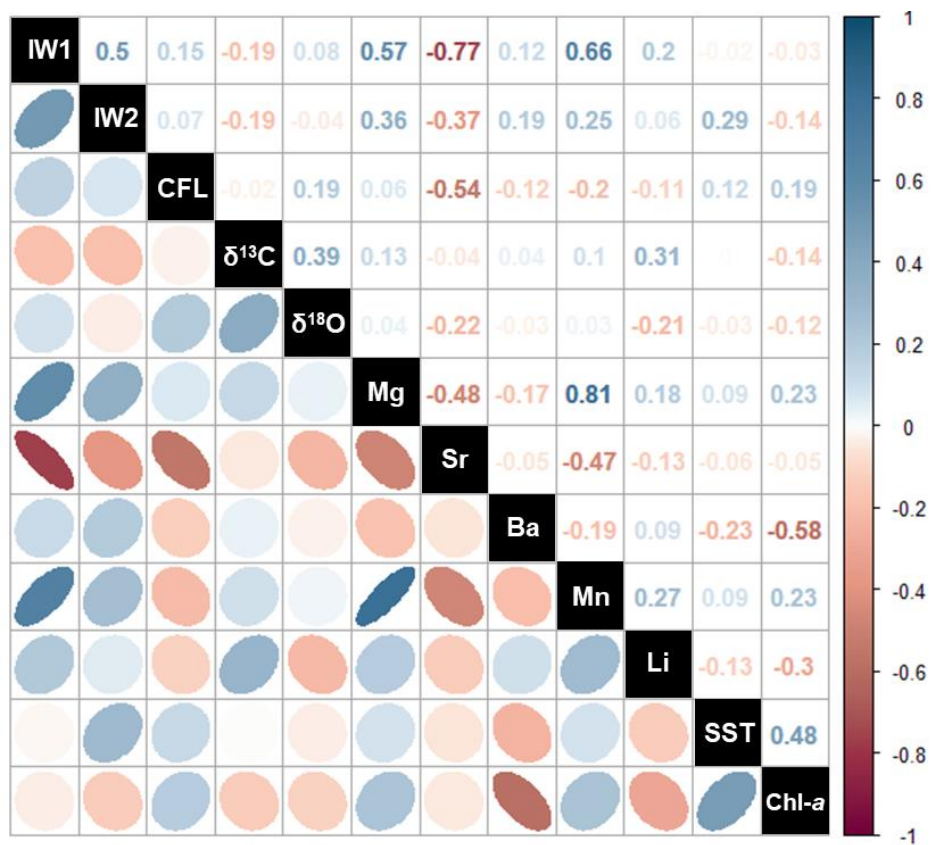 IW1 0.5 0.15 -0.19 0.08 0.57 -0.77 0.12 0.66 0.2 -0.02 -0.03
IW2 0.07 -0.19 -0.04 0.36 -0.37 0.19 0.25 0.06 0.29 -0.14
CFL -0.02 0.19 0.06 -0.54 -0.12 -0.2 -0.11 0.12 0.19
δ¹³C 0.39 0.13 -0.04 0.04 0.1 0.31 0 -0.14
δ¹⁸O 0.04 -0.22 -0.03 0.03 -0.21 -0.03 -0.12
Mg -0.48 -0.17 0.81 0.18 0.09 0.23
Sr -0.05 -0.47 -0.13 -0.06 -0.05
Ba -0.19 0.09 -0.23 -0.58
Mn 0.27 0.09 0.23
Li -0.13 -0.3
SST 0.48
Chl-a
1
0.8
0.6
0.4
0.2
0
-0.2
-0.4
-0.6
-0.8
-1